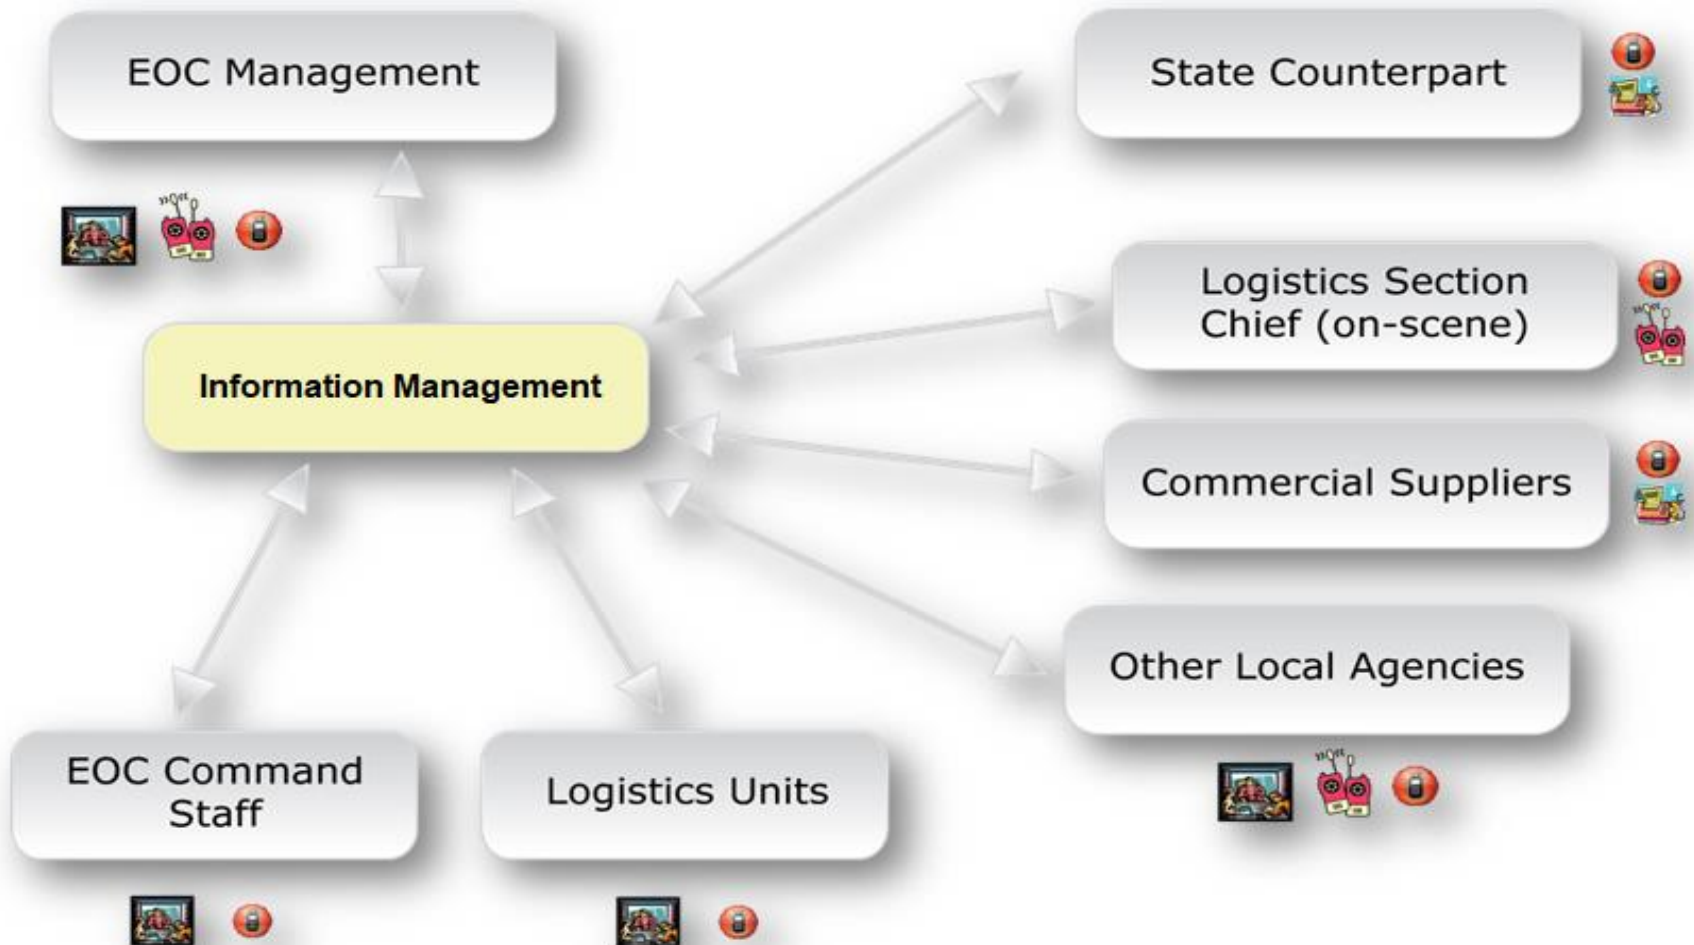 EOC Management
State Counterpart
Logistics Section
Chief (on-scene)
Information Management
Commercial Suppliers
Other Local Agencies
EOC Command
Staff
Logistics Units